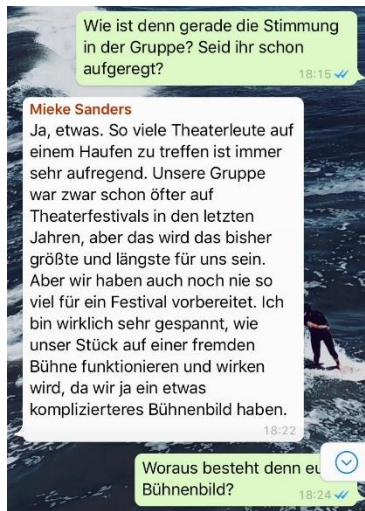 Wie ist denn gerade die Stimmung
in der Gruppe? Seid ihr schon
aufgeregt?
18:15
Mieke Sanders
Ja, etwas. So viele Theaterleute auf
einem Haufen zu treffen ist immer
sehr aufregend. Unsere Gruppe
war zwar schon öfter auf
Theaterfestivals in den letzten
Jahren, aber das wird das bisher
größte und längste für uns sein.
Aber wir haben auch noch nie so
viel für ein Festival vorbereitet. Ich
bin wirklich sehr gespannt, wie
unser Stück auf einer fremden
Bühne funktionieren und wirken
wird, da wir ja ein etwas
komplizierteres Bühnenbild haben.
18:22
Woraus besteht denn eu
Bühnenbild?
18:24